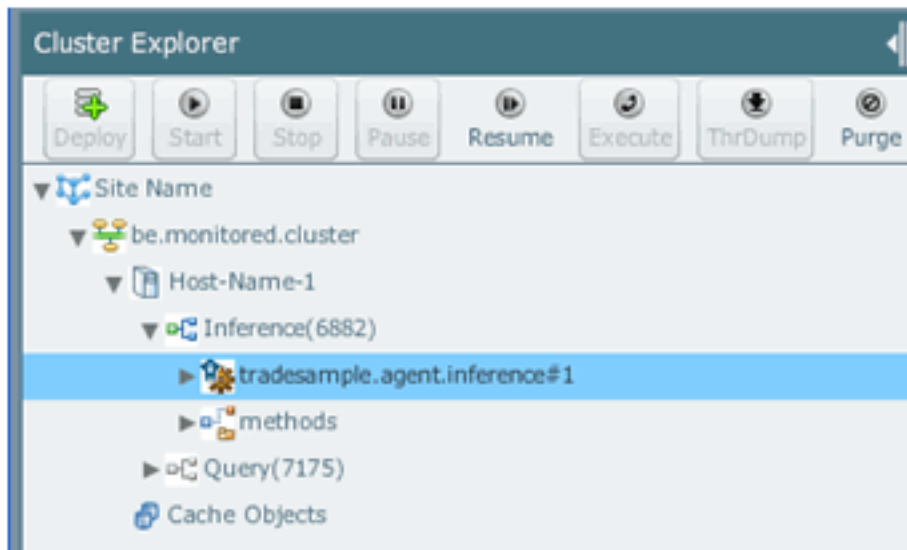 Cluster Explorer
Deploy Start Stop Pause Resume Execute ThrDump Purge
Site Name
be.monitored.cluster
Host-Name-1
Inference(6882)
tradesample.agent.inference#1
methods
Query(7175)
Cache Objects